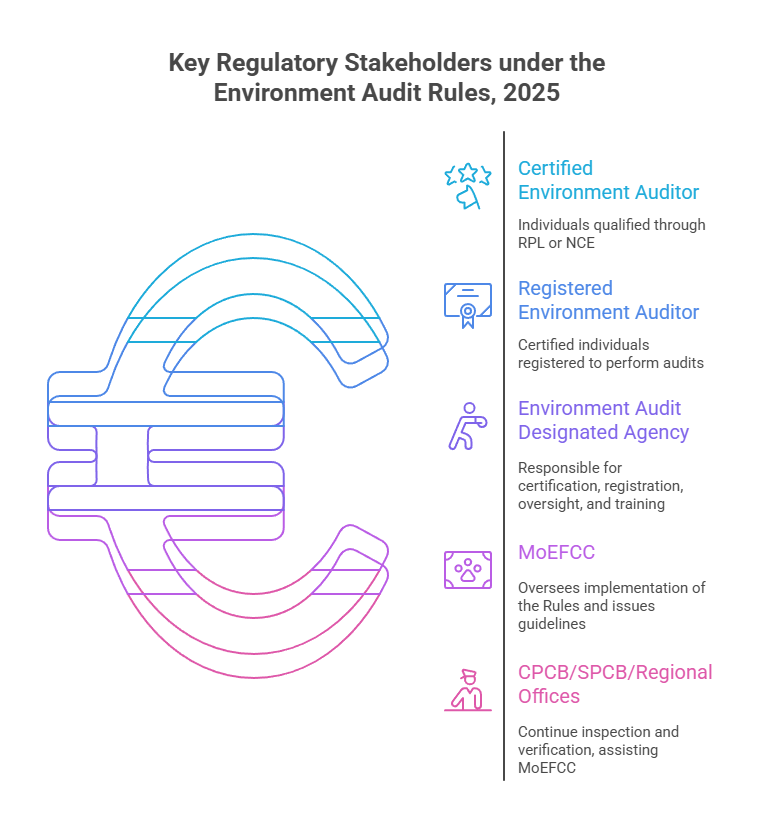 Key Regulatory Stakeholders under the
Environment Audit Rules, 2025
Certified
Environment Auditor
Individuals qualified through
RPL or NCE
Registered
Environment Auditor
Certified individuals
registered to perform audits
Environment Audit
Designated Agency
Responsible for
certification, registration,
oversight, and training
MoEFCC
Oversees implementation of
the Rules and issues
guidelines
CPCB/SPCB/Regional
Offices
Continue inspection and
verification, assisting
MoEFCC